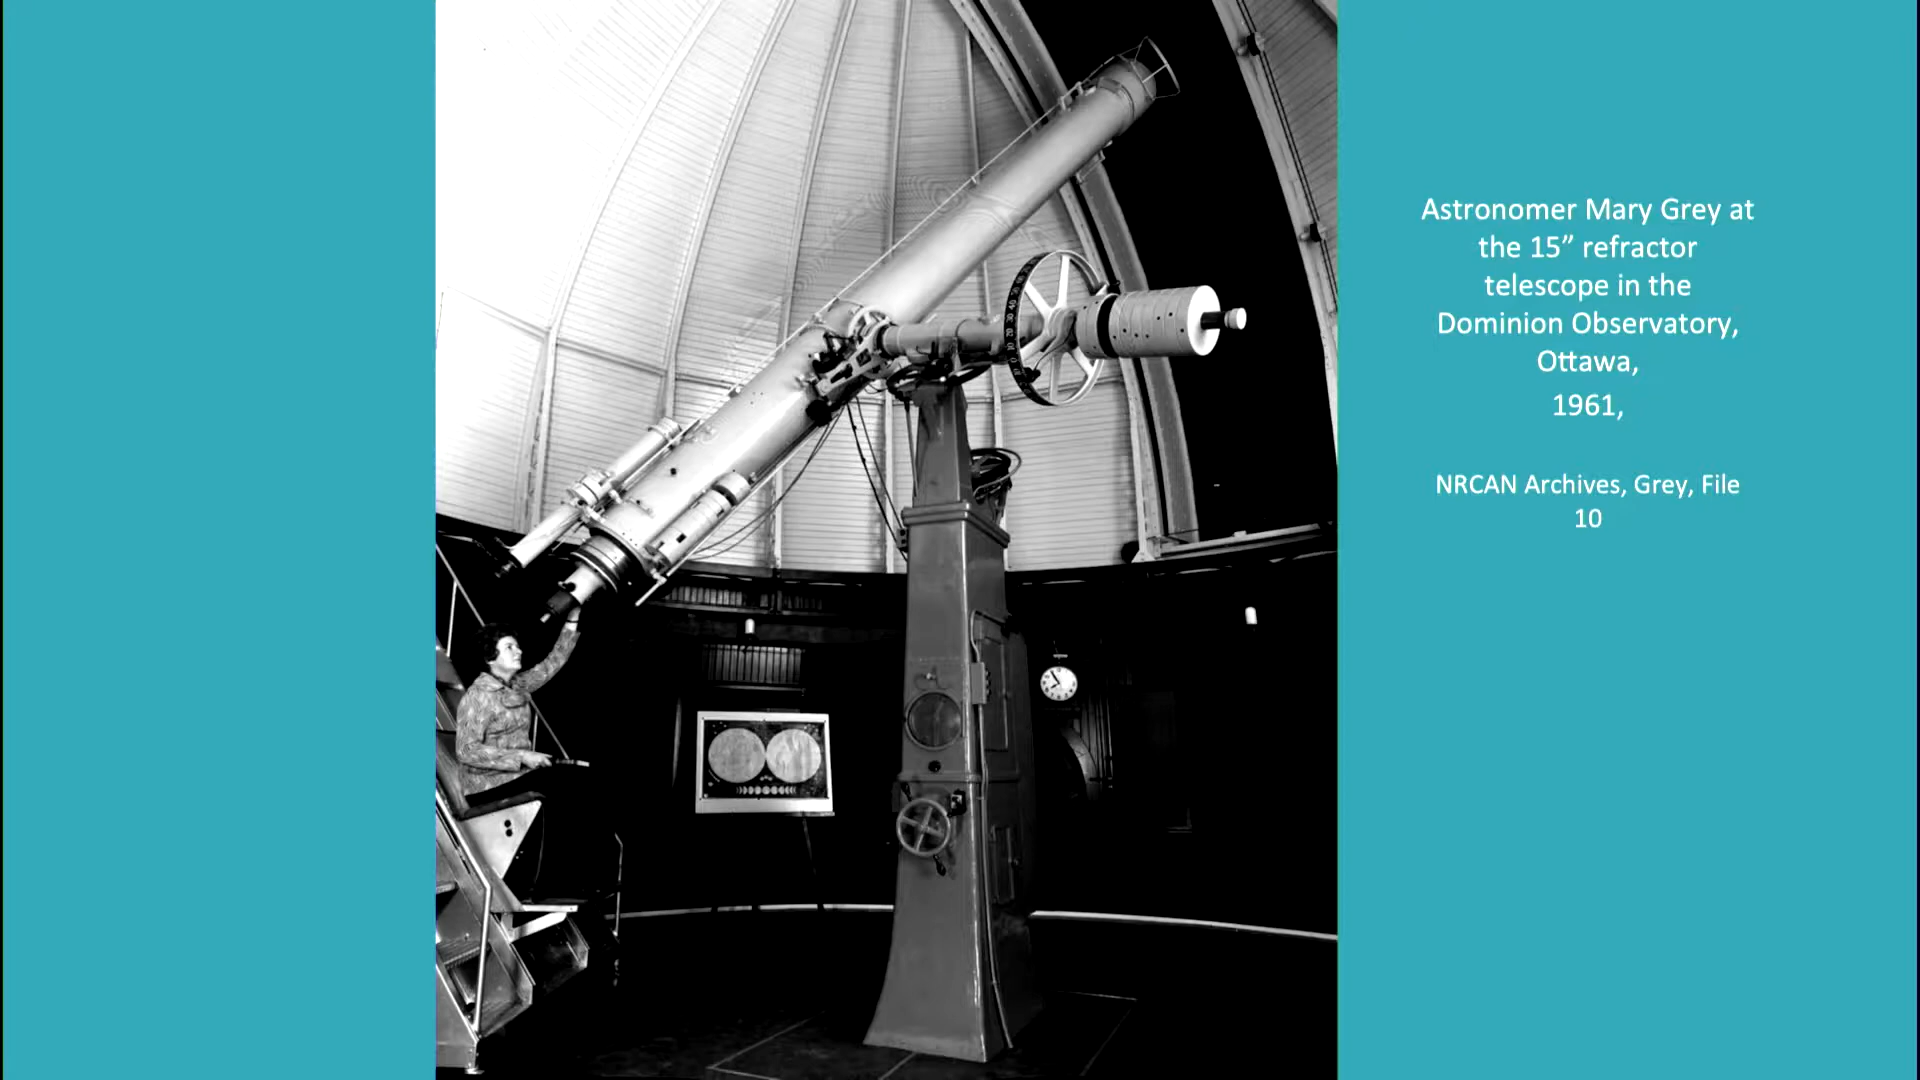 Astronomer Mary Grey at
the 15” refractor
telescope in the
Dominion Observatory,
Ottawa,
1961,
NRCAN Archives, Grey, File
10